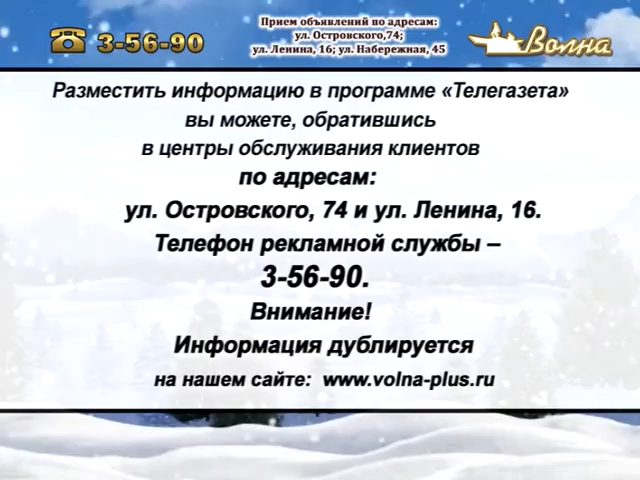 ☎ 3-56-90
Прием объявлений по адресам:
ул. Островского,74;
ул. Ленина, 16; ул. Набережная, 45
Волна
Разместить информацию в программе «Телегазета»
вы можете, обратившись
в центры обслуживания клиентов
по адресам:
ул. Островского, 74 и ул. Ленина, 16.
Телефон рекламной службы –
3-56-90.
Внимание!
Информация дублируется
на нашем сайте: www.volna-plus.ru